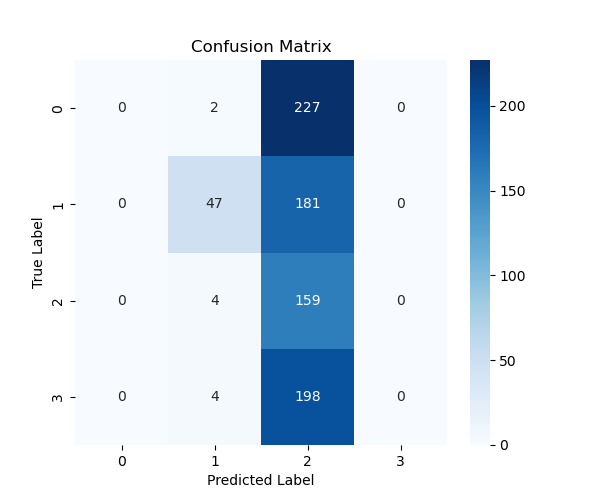 Confusion Matrix
True Label
0 0 2 227 0
1 0 47 181 0
2 0 4 159 0
3 0 4 198 0
0 1 2 3
Predicted Label
200
150
100
50
0